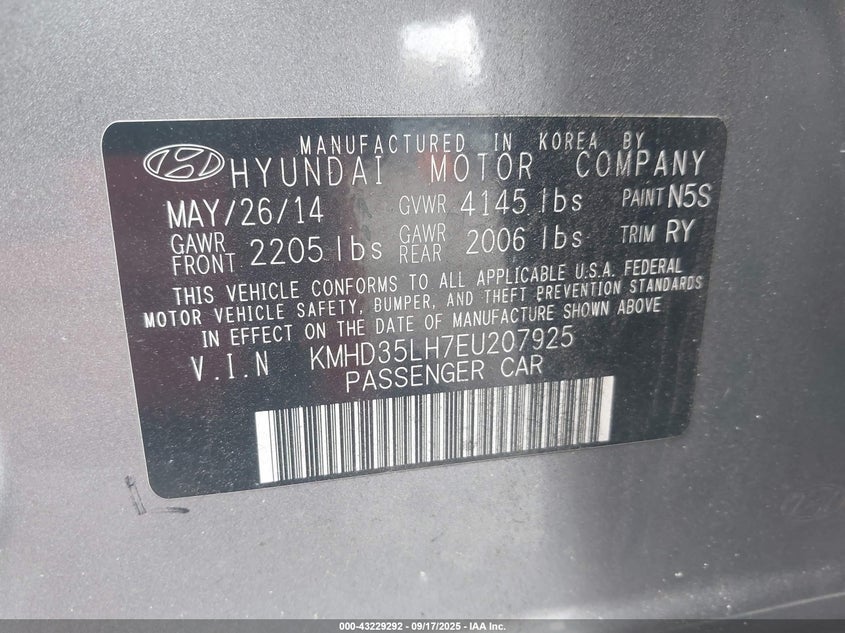 MANUFACTURED IN KOREA BY
HYUNDAI MOTOR COMPANY
MAY/26/14 GVWR 4145 lbs PAINT N5S
GAWR FRONT 2205 lbs GAWR REAR 2006 lbs TRIM RY
THIS VEHICLE CONFORMS TO ALL APPLICABLE U.S.A. FEDERAL
MOTOR VEHICLE SAFETY, BUMPER, AND THEFT PREVENTION STANDARDS
IN EFFECT ON THE DATE OF MANUFACTURE SHOWN ABOVE
V.I.N KMHD35LH7EU207925
PASSENGER CAR
000-43229292 - 09/17/2025 - IAA Inc.